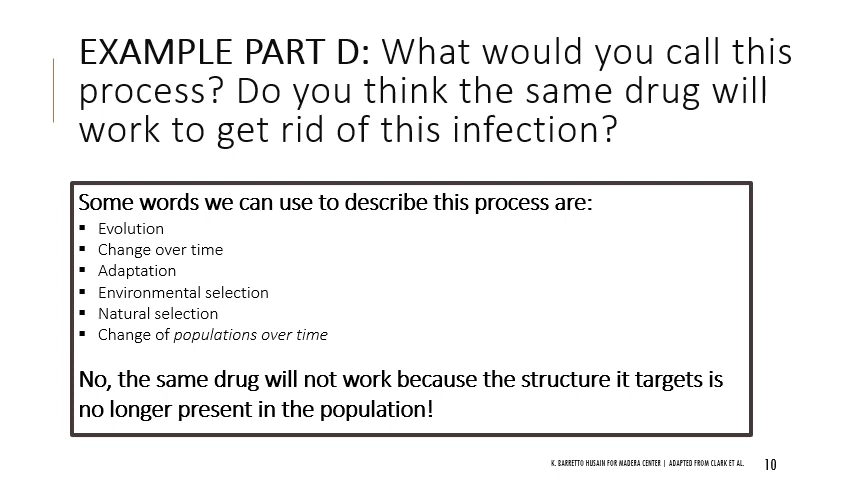 EXAMPLE PART D: What would you call this
process? Do you think the same drug will
work to get rid of this infection?
Some words we can use to describe this process are:
▪ Evolution
▪ Change over time
▪ Adaptation
▪ Environmental selection
▪ Natural selection
▪ Change of populations over time
No, the same drug will not work because the structure it targets is
no longer present in the population!
K. BARRETTO HUSAIN FOR MADERA CENTER | ADAPTED FROM CLARK ET AL.
10